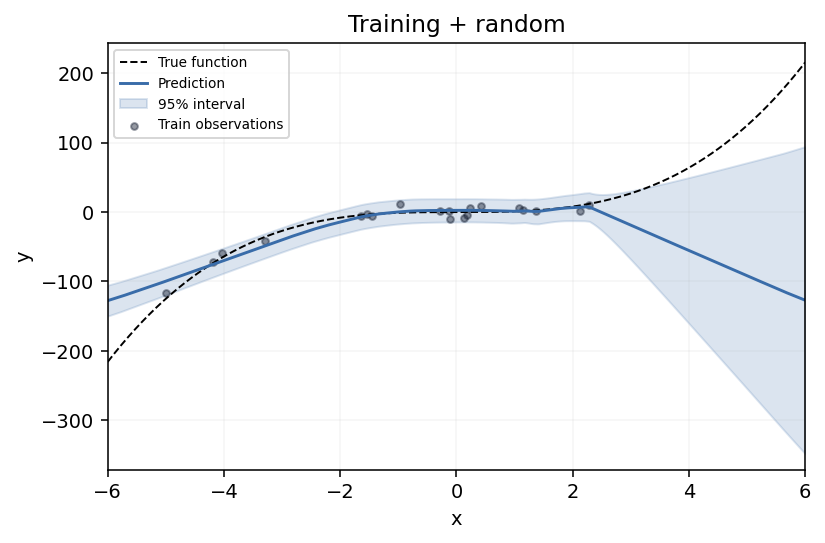 Training + random
True function
Prediction
95% interval
Train observations
200
100
0
−100
−200
−300
y
−6 −4 −2 0 2 4 6
x